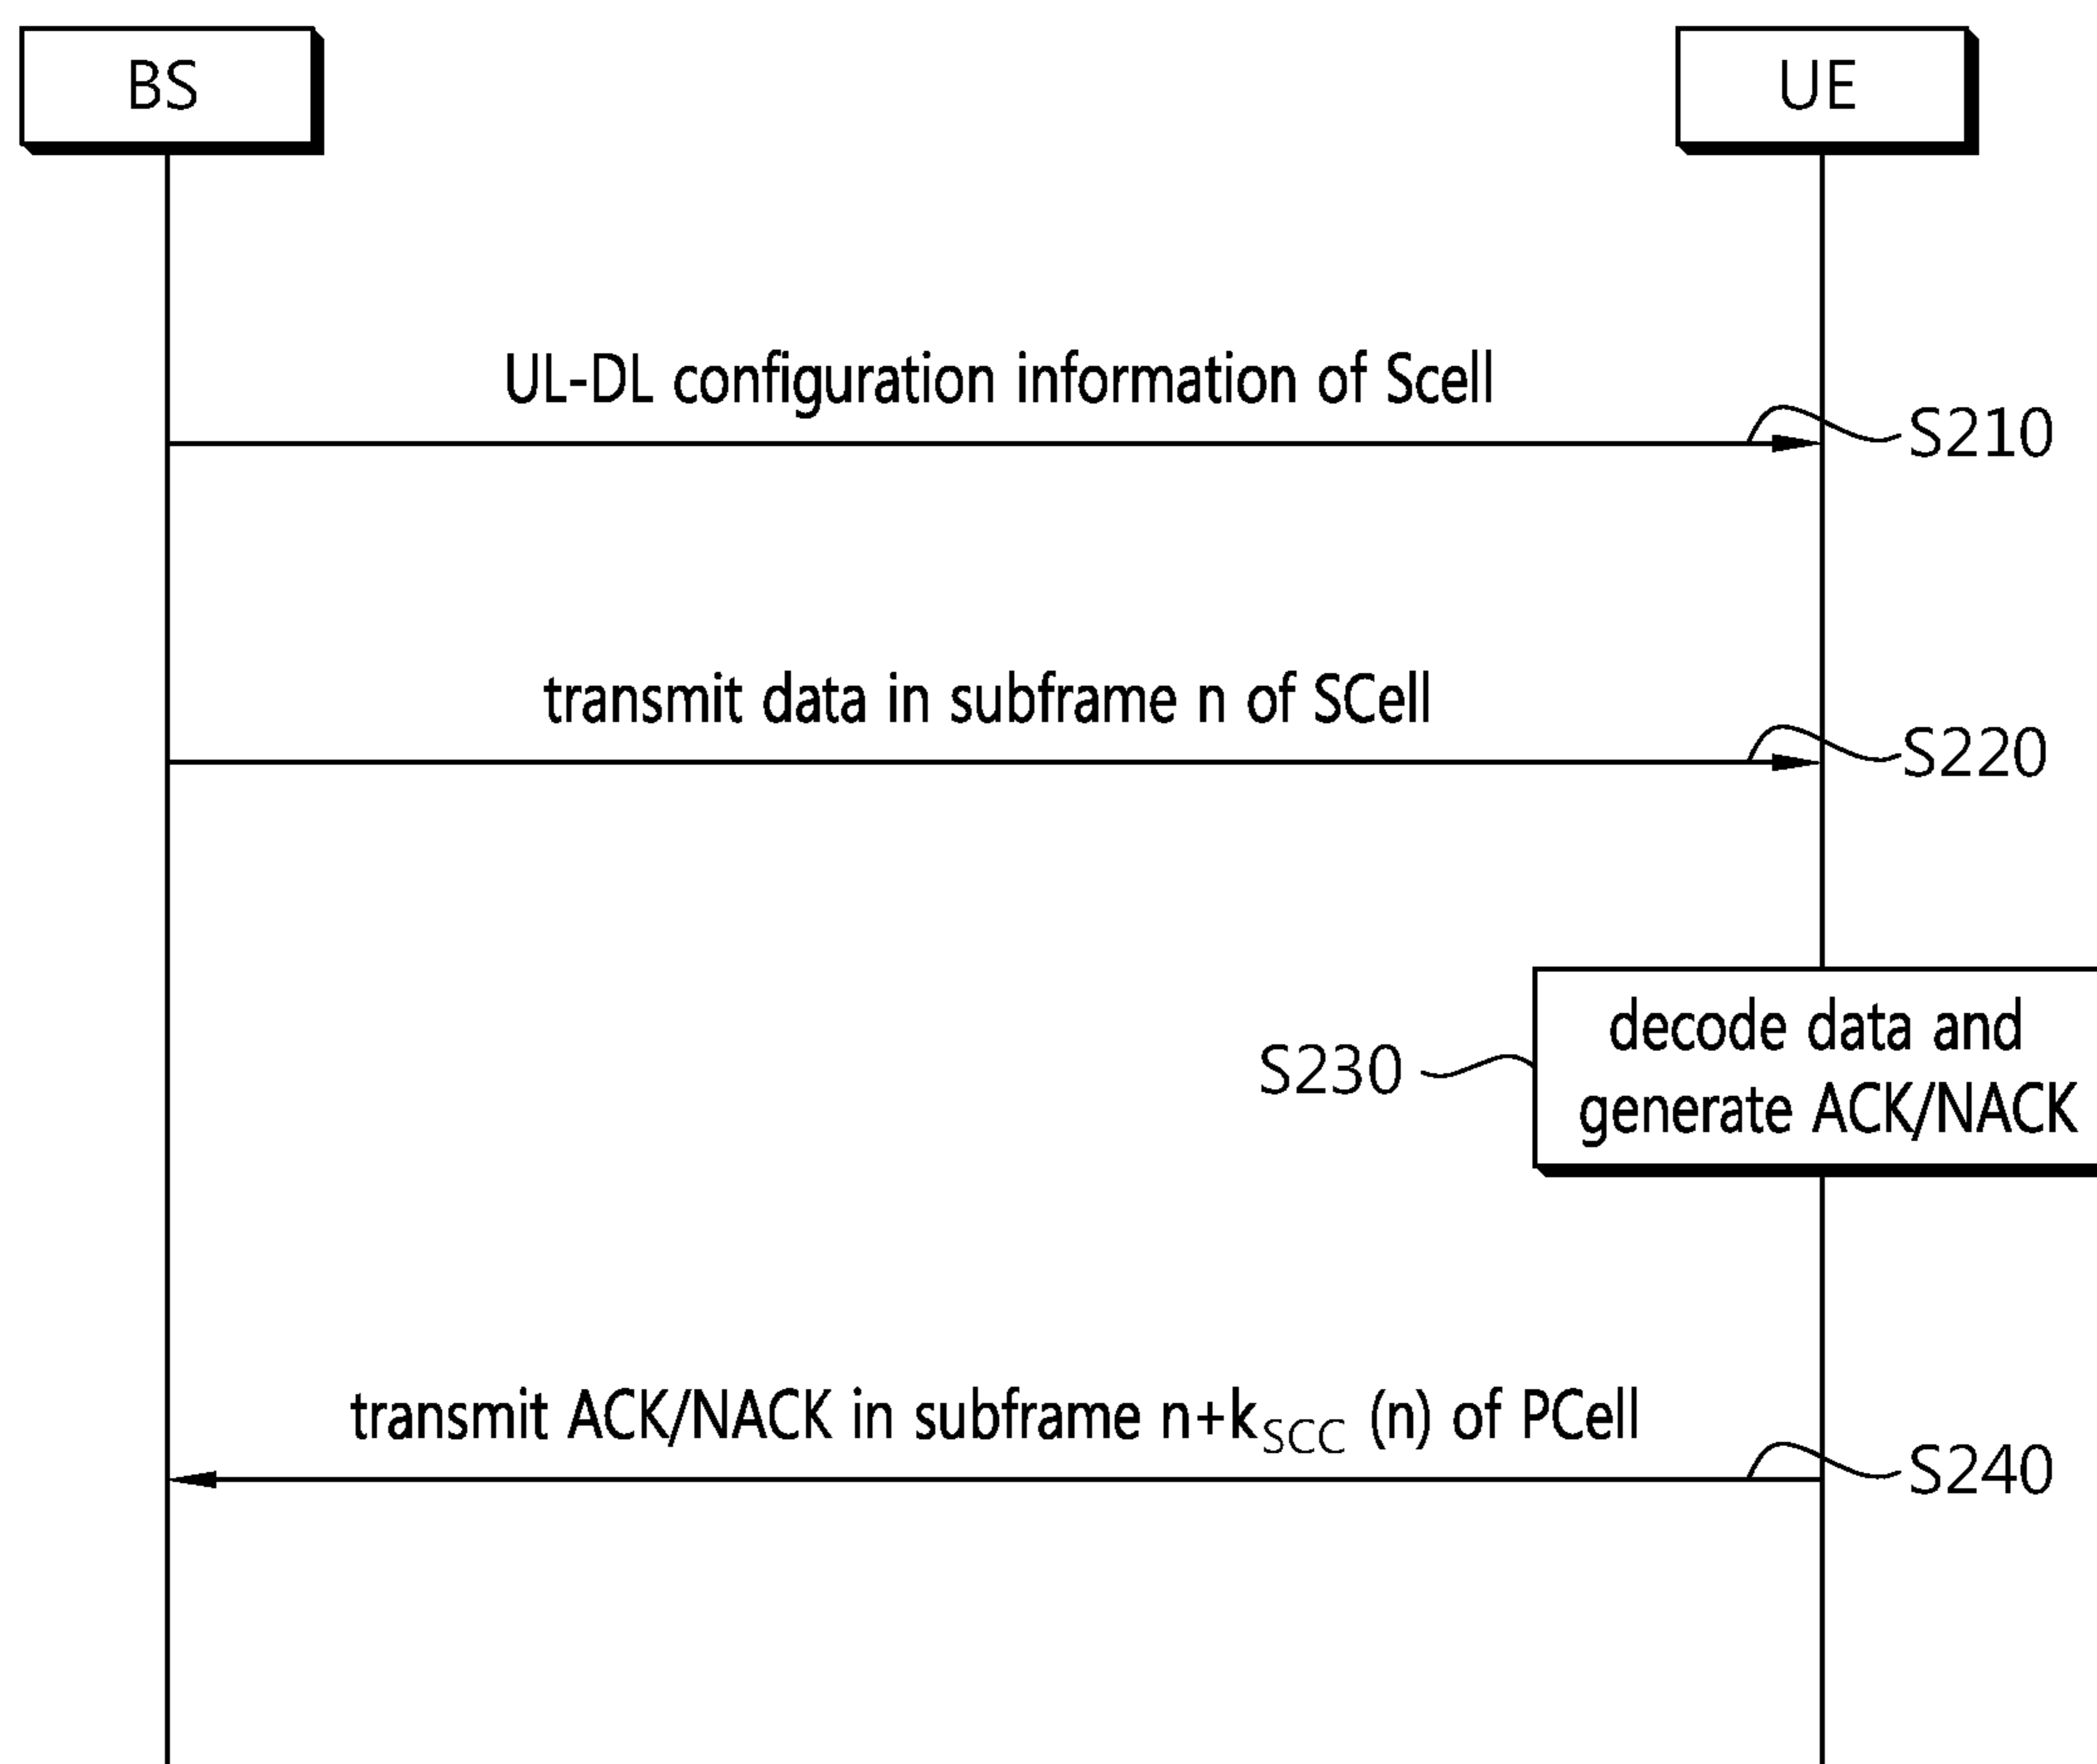 BS
UE
UL-DL configuration information of Scell
S210
transmit data in subframe n of SCell
S220
decode data and
S230
generate ACK/NACK
transmit ACK/NACK in subframe n+kSCC (n) of PCell
S240